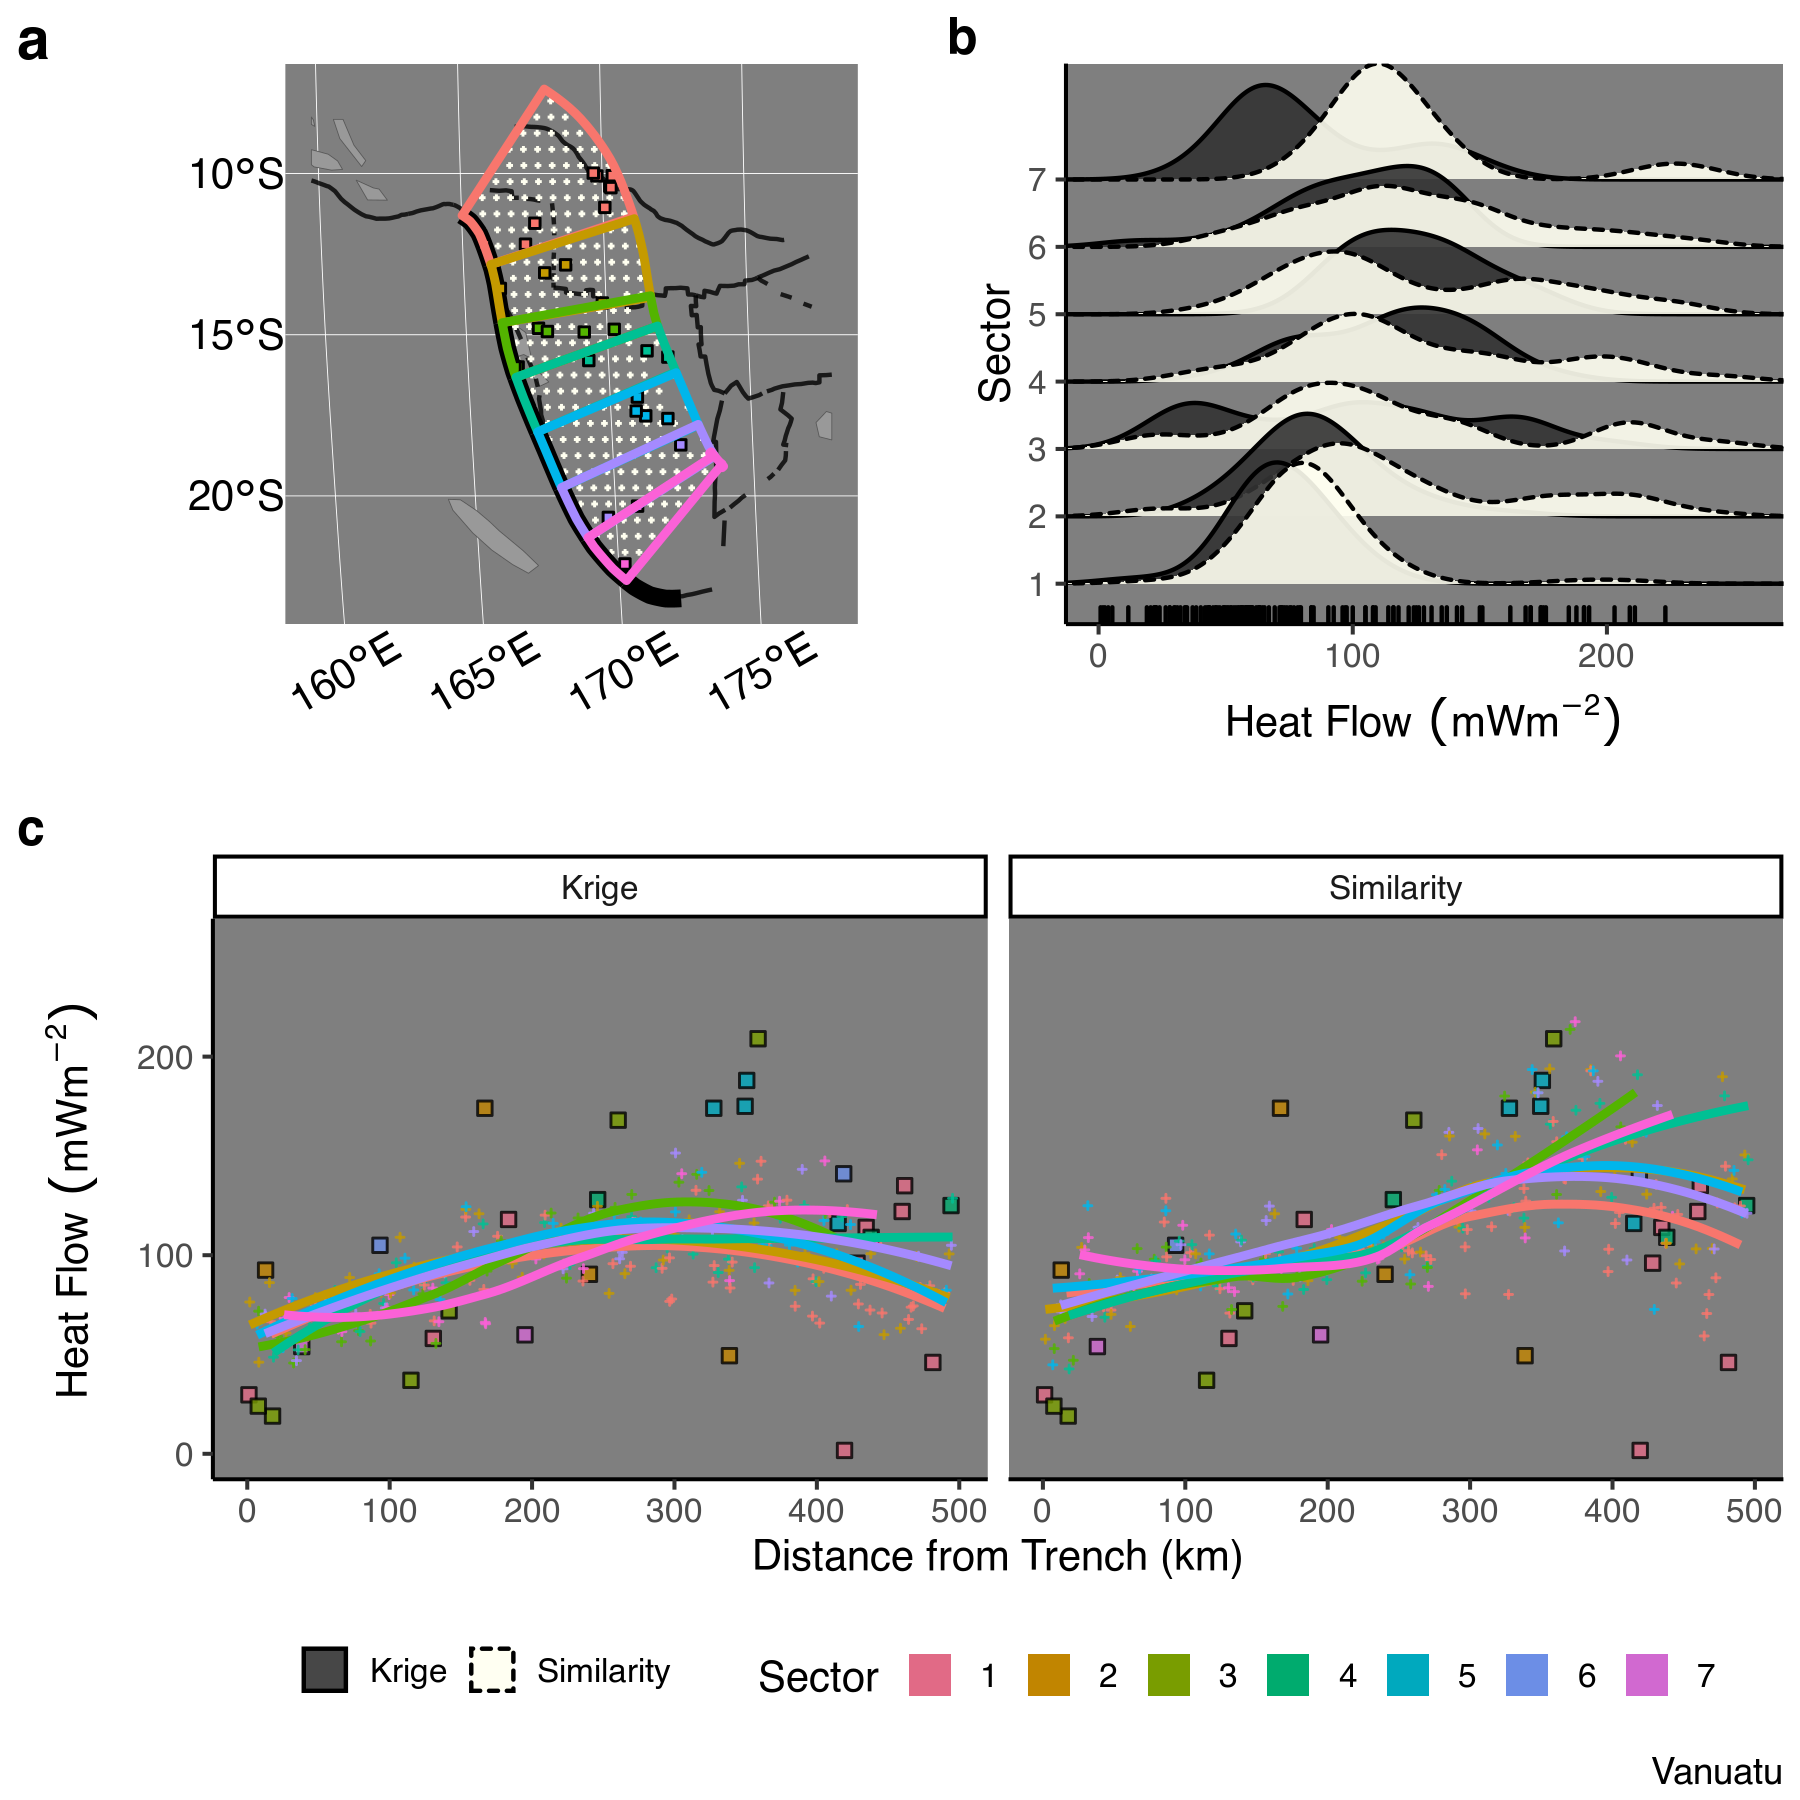 a
10°S
15°S
20°S
160°E
165°E
170°E
175°E
b
Sector
7
6
5
4
3
2
1
0 100 200
Heat Flow (mWm−2)
c
Krige Similarity
Heat Flow (mWm−2)
200
100
0
0 100 200 300 400 500 0 100 200 300 400 500
Distance from Trench (km)
Krige Similarity Sector 1 2 3 4 5 6 7
Vanuatu